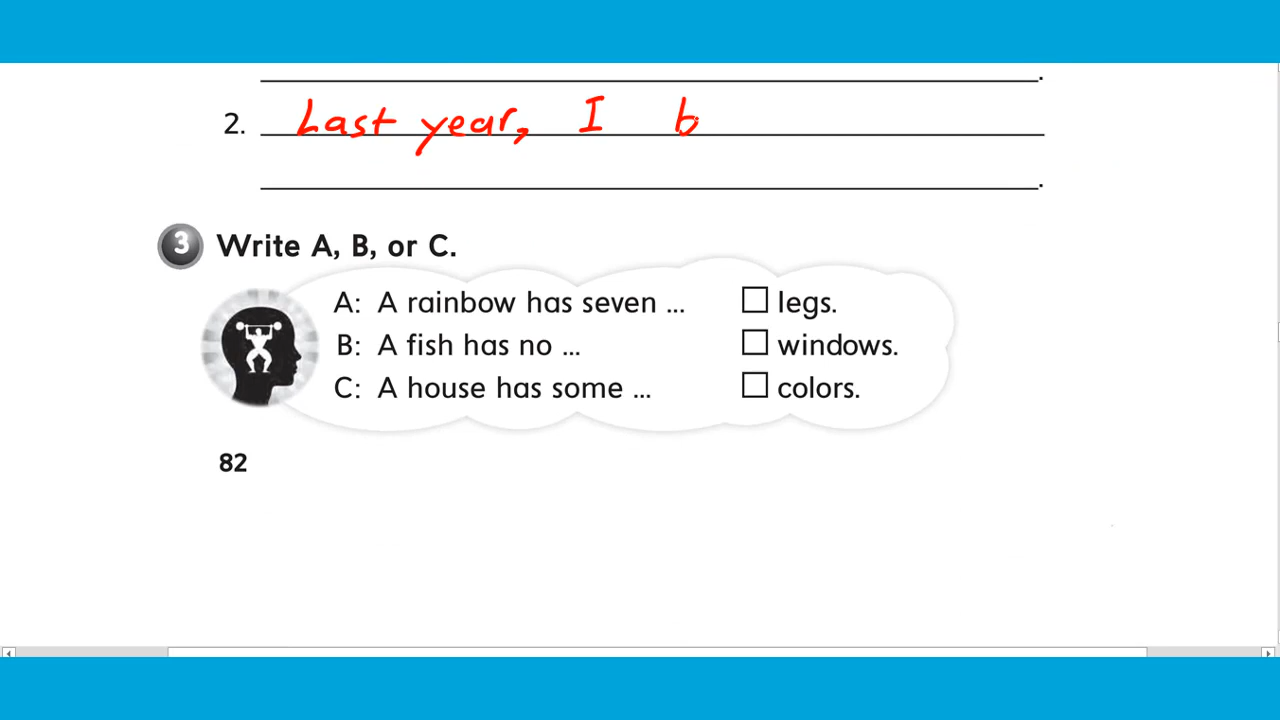 2. Last year, I b
3 Write A, B, or C.
A: A rainbow has seven ... legs.
B: A fish has no ... windows.
C: A house has some ... colors.
82